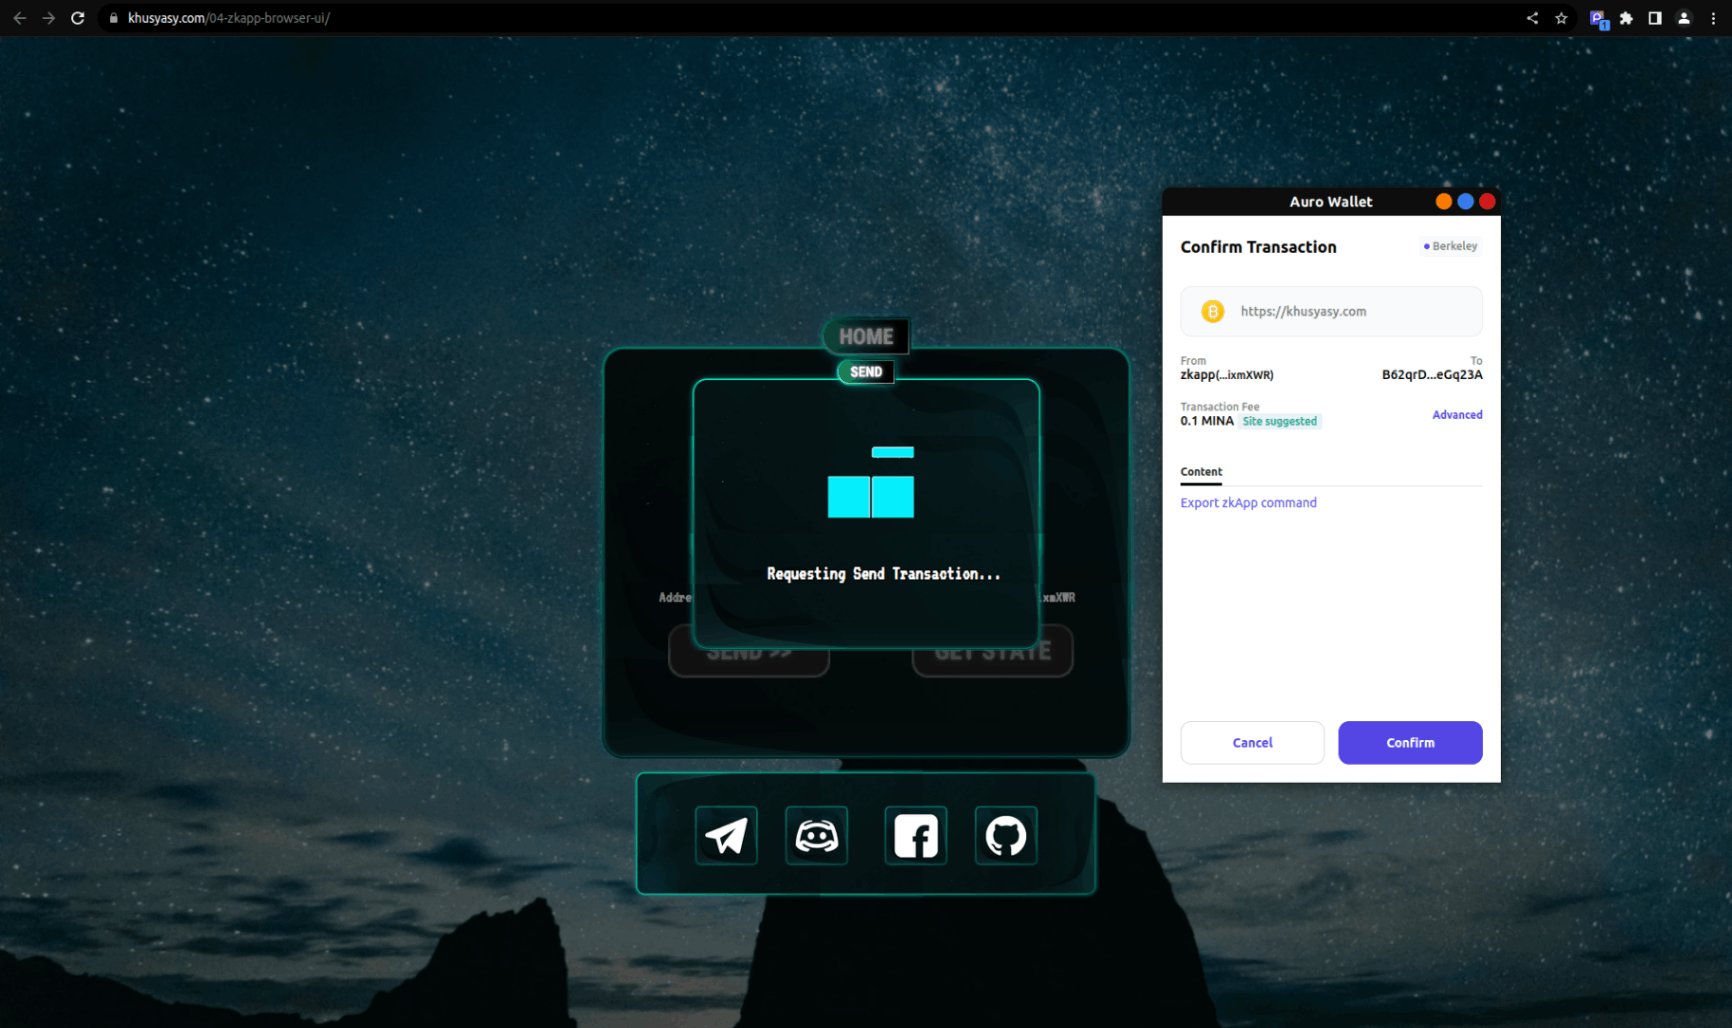 khusyasy.com/04-zkapp-browser-ui/
1
HOME
SEND
Requesting Send Transaction...
Addre
ixmXWR
SEND >>
GET STATE
Auro Wallet
Confirm Transaction
Berkeley
https://khusyasy.com
From
To
zkapp(...ixmXWR)
B62qrD...eGq23A
Transaction Fee
0.1 MINA Site suggested
Advanced
Content
Export zkApp command
Cancel
Confirm